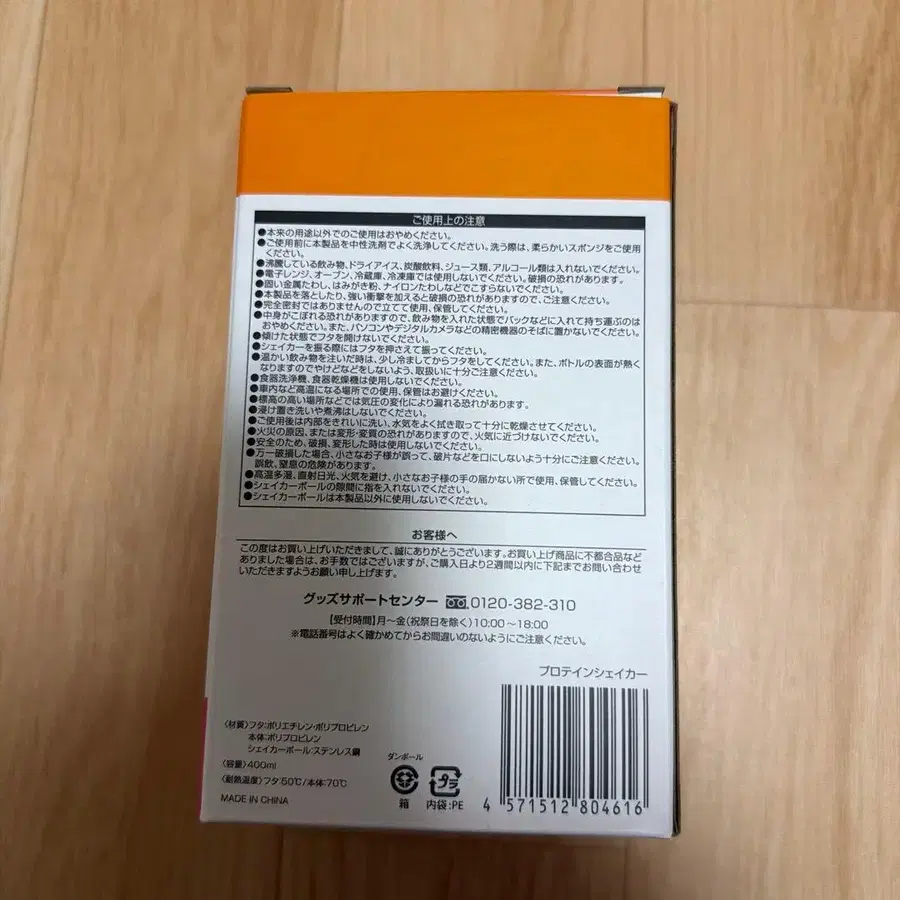 ご使用上の注意
●本来の用途以外でのご使用はおやめください。
●ご使用前に本製品を中性洗剤でよく洗浄してください。洗う際は、柔らかいスポンジをご使用
ください。
●沸騰している飲み物、ドライアイス、炭酸飲料、ジュース類、アルコール類は入れないでください。
●電子レンジ、オーブン、冷蔵庫、冷凍庫では使用しないでください。破損の恐れがあります。
●固い金属たわし、はみがき粉、ナイロンたわしなどでこすらないでください。
●本製品を落としたり、強い衝撃を加えると破損の恐れがありますので、ご注意ください。
●完全密封ではありませんので立てて使用、保管してください。
●中身がこぼれる恐れがありますので、飲み物を入れた状態でバックなどに入れて持ち運ぶのは
おやめください。また、パソコンやデジタルカメラなどの精密機器のそばに置かないでください。
●傾けた状態でフタを開けないでください。
●シェイカーを振る際にはフタを押さえて振ってください。
●温かい飲み物を注いだ時は、少し冷ましてからフタをしてください。また、ボトルの表面が熱く
なりますのでやけどなどをしないよう、取扱いに十分ご注意ください。
●食器洗浄機、食器乾燥機は使用しないでください。
●車内など高温になる場所での使用、保管はお避けください。
●標高の高い場所などでは気圧の変化により漏れる恐れがあります。
●浸け置き洗いや煮沸はしないでください。
●ご使用後は内部をきれいに洗い、水気をよく拭き取って十分に乾燥させてください。
●火災の原因、または変形・変質の恐れがありますので、火気に近づけないでください。
●安全のため、破損、変形した時は使用しないでください。
●万一破損した場合、小さなお子様が誤って、破片などを口にしないよう十分にご注意ください。
誤飲、窒息の危険があります。
●高温多湿、直射日光、火気を避け、小さなお子様の手の届かない所で使用、保管してください。
●シェイカーボールの隙間に指を入れないでください。
●シェイカーボールは本製品以外に使用しないでください。
お客様へ
この度はお買い上げいただきまして、誠にありがとうございます。お買い上げ商品に不都合品など
ありました場合は、お手数ではございますが、ご購入日より2週間以内に下記までお問い合わせ
いただきますようお願い申し上げます。
グッズサポートセンター 0120-382-310
【受付時間】月〜金(祝祭日を除く)10:00〜18:00
※電話番号はよく確かめてからお間違いのないようにご注意ください。
プロテインシェイカー
〈材質〉フタ:ポリエチレン・ポリプロピレン
本体:ポリプロピレン
シェイカーボール:ステンレス鋼
〈容量〉400ml
〈耐熱温度〉フタ:50℃/本体:70℃
MADE IN CHINA
ダンボール
箱
プラ
内袋:PE
4 571512 804616